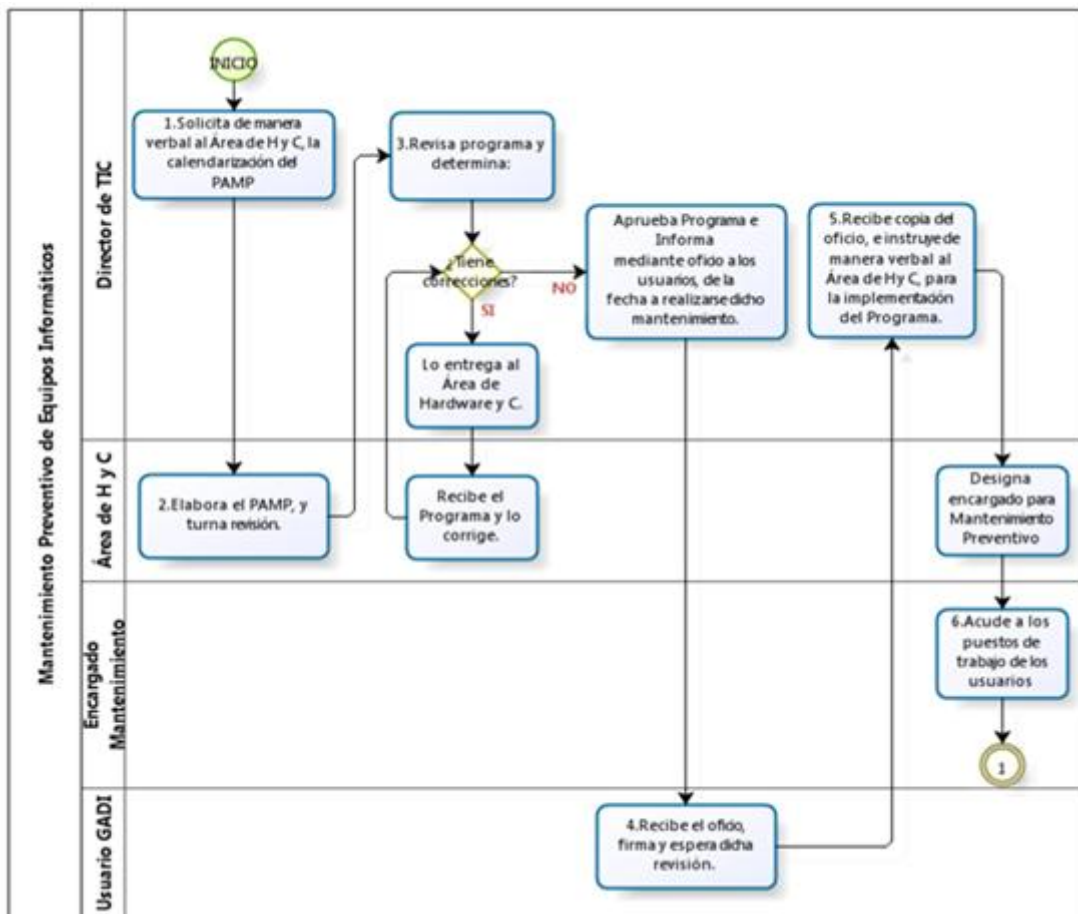 Mantenimiento Preventivo de Equipos Informáticos
Director de TIC
INICIO
1.Solicita de manera
verbal al Área de H y C, la
calendarización del
PAMP
3.Revisa programa y
determina:
¿Tiene
correcciones?
NO
SI
Aprueba Programa e
Informa
mediante oficio a los
usuarios, de la
fecha a realizarse dicho
mantenimiento.
5.Recibe copia del
oficio, e instruye de
manera verbal al
Área de H y C, para
la implementación
del Programa.
Lo entrega al
Área de
Hardware y C.
Área de H y C
2.Elabora el PAMP, y
turna revisión.
Recibe el
Programa y lo
corrige.
Designa
encargado para
Mantenimiento
Preventivo
Encargado
Mantenimiento
6.Acude a los
puestos de
trabajo de los
usuarios
1
Usuario GADI
4.Recibe el oficio,
firma y espera dicha
revisión.